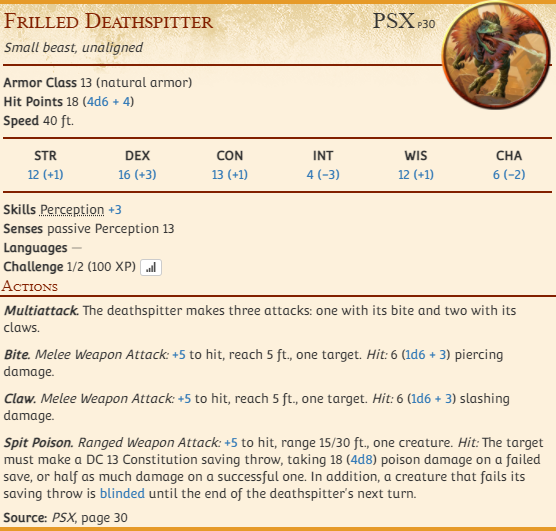 Frilled Deathspitter PSX p30
Small beast, unaligned
Armor Class 13 (natural armor)
Hit Points 18 (4d6 + 4)
Speed 40 ft.
STR DEX CON INT WIS CHA
12 (+1) 16 (+3) 13 (+1) 4 (−3) 12 (+1) 6 (−2)
Skills Perception +3
Senses passive Perception 13
Languages —
Challenge 1/2 (100 XP)
Actions
Multiattack. The deathspitter makes three attacks: one with its bite and two with its
claws.
Bite. Melee Weapon Attack: +5 to hit, reach 5 ft., one target. Hit: 6 (1d6 + 3) piercing
damage.
Claw. Melee Weapon Attack: +5 to hit, reach 5 ft., one target. Hit: 6 (1d6 + 3) slashing
damage.
Spit Poison. Ranged Weapon Attack: +5 to hit, range 15/30 ft., one creature. Hit: The target
must make a DC 13 Constitution saving throw, taking 18 (4d8) poison damage on a failed
save, or half as much damage on a successful one. In addition, a creature that fails its
saving throw is blinded until the end of the deathspitter's next turn.
Source: PSX, page 30